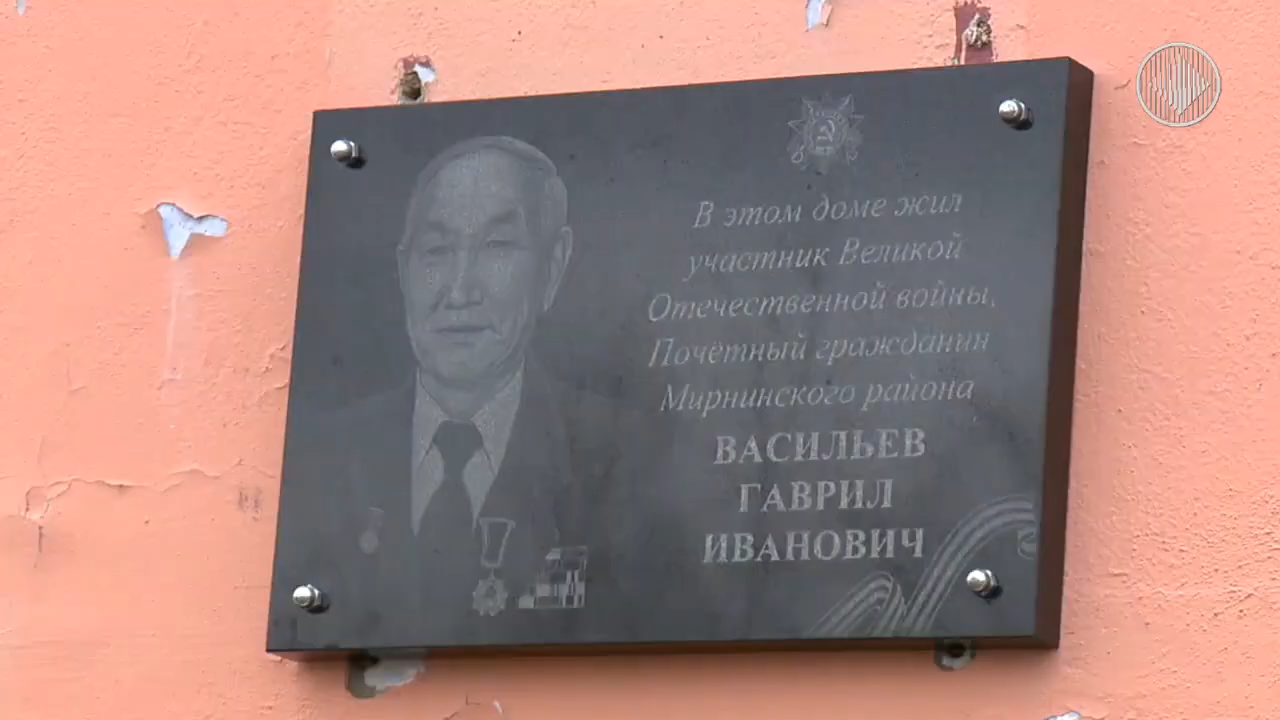 В этом доме жил
участник Великой
Отечественной войны,
Почётный гражданин
Мирнинского района
ВАСИЛЬЕВ
ГАВРИЛ
ИВАНОВИЧ